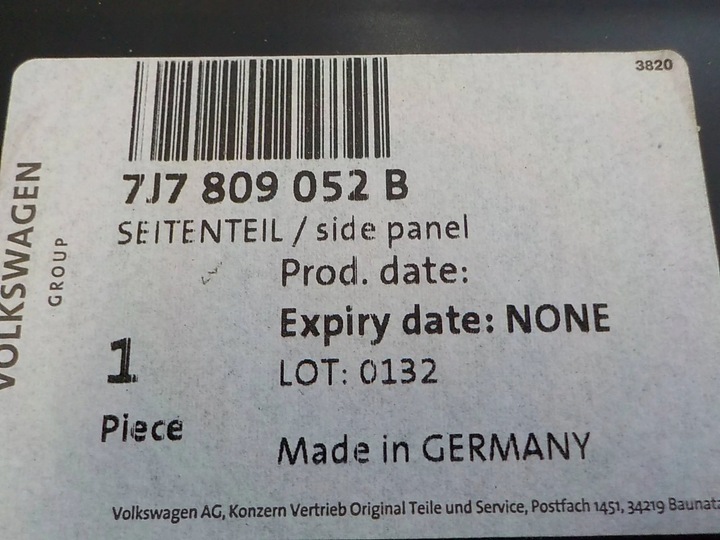 3820
7J7 809 052 B
SEITENTEIL / side panel
Prod. date:
Expiry date: NONE
1
LOT: 0132
Piece
Made in GERMANY
Volkswagen AG, Konzern Vertrieb Original Teile und Service, Postfach 1451, 34219
VOLKSWAGEN
GROUP